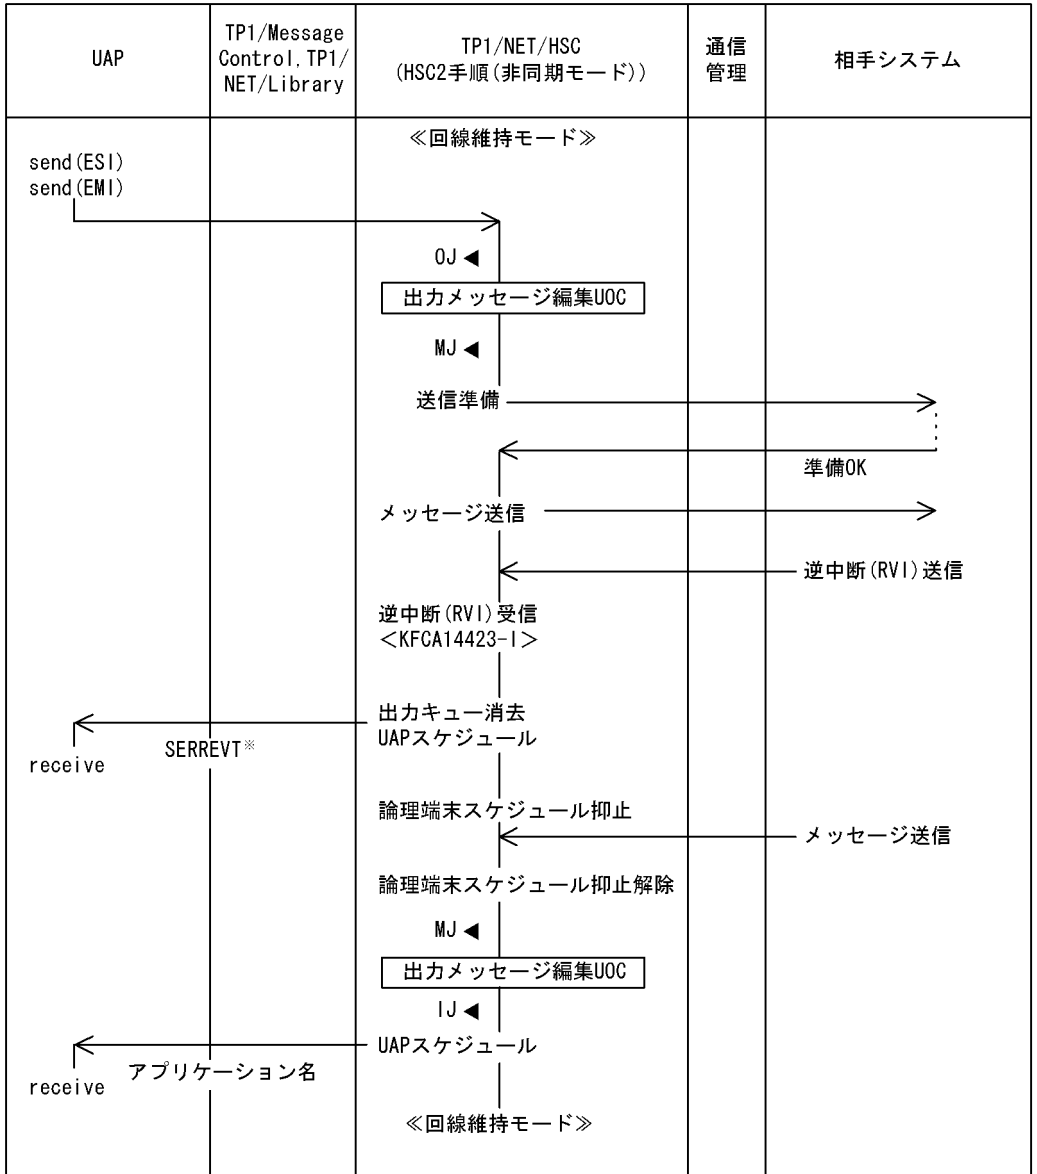 UAP
TP1/Message
Control,TP1/
NET/Library
TP1/NET/HSC
(HSC2手順(非同期モード))
通信
管理
相手システム
≪回線維持モード≫
send(ESI)
send(EMI)
OJ
出力メッセージ編集UOC
MJ
送信準備
準備OK
メッセージ送信
逆中断(RVI)送信
逆中断(RVI)受信
<KFCA14423-I>
出力キュー消去
UAPスケジュール
SERREVT※
receive
論理端末スケジュール抑止
メッセージ送信
論理端末スケジュール抑止解除
MJ
出力メッセージ編集UOC
IJ
UAPスケジュール
アプリケーション名
receive
≪回線維持モード≫